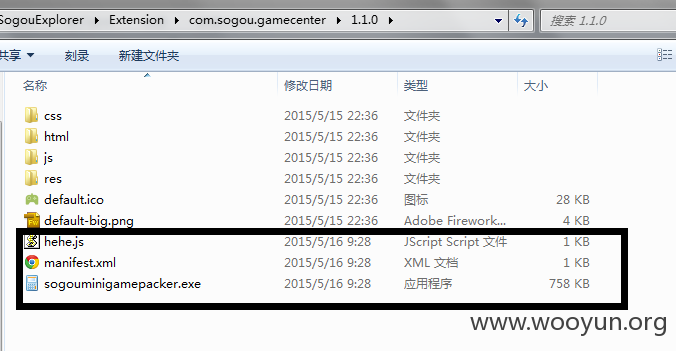 SogouExplorer ▸ Extension ▸ com.sogou.gamecenter ▸ 1.1.0 ▸ 搜索 1.1.0
共享 刻录 新建文件夹
名称 修改日期 类型 大小
css 2015/5/15 22:36 文件夹
html 2015/5/15 22:36 文件夹
js 2015/5/15 22:36 文件夹
res 2015/5/15 22:36 文件夹
default.ico 2015/5/15 22:36 图标 28 KB
default-big.png 2015/5/15 22:36 Adobe Firework... 4 KB
hehe.js 2015/5/16 9:28 JScript Script 文件 1 KB
manifest.xml 2015/5/16 9:28 XML 文档 1 KB
sogouminigamepacker.exe 2015/5/16 9:28 应用程序 758 KB
www.wooyun.org